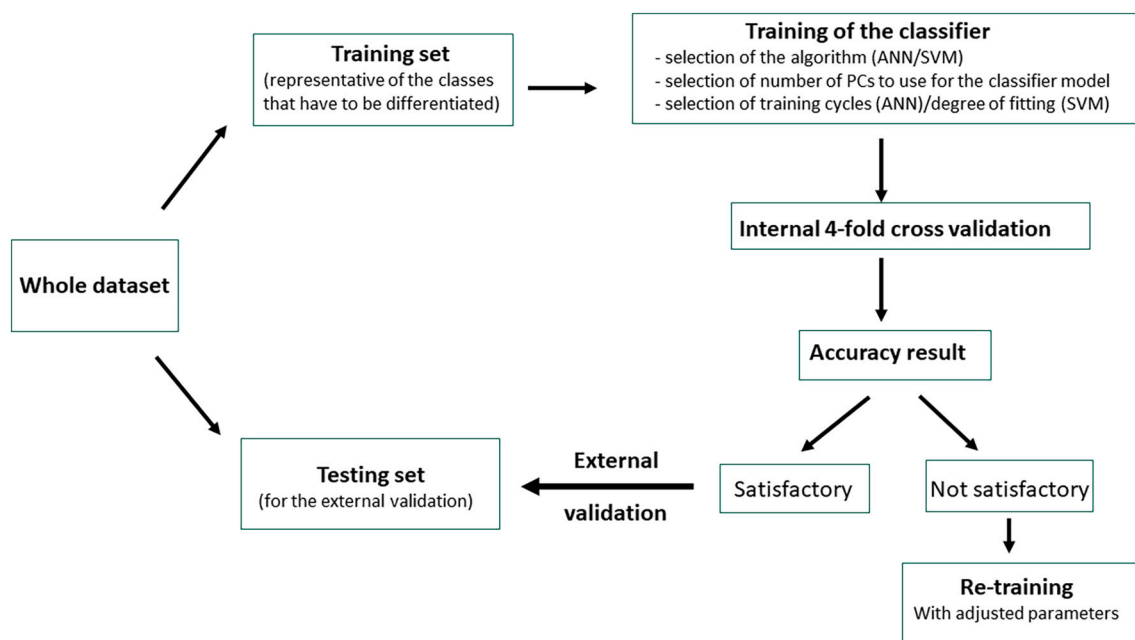 Training set
(representative of the classes
that have to be differentiated)
Training of the classifier
- selection of the algorithm (ANN/SVM)
- selection of number of PCs to use for the classifier model
- selection of training cycles (ANN)/degree of fitting (SVM)
Internal 4-fold cross validation
Whole dataset
Accuracy result
Testing set
(for the external validation)
External
validation
Satisfactory
Not satisfactory
Re-training
With adjusted parameters